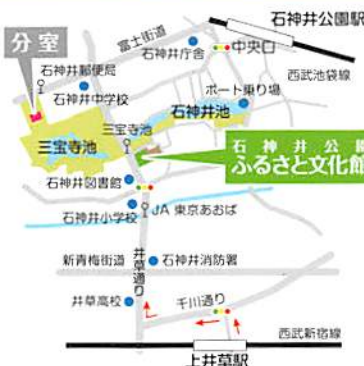 石神井公園駅
分室
富士街道
石神井庁舎
中央口
石神井郵便局
西武池袋線
石神井中学校
ボート乗り場
石神井池
三宝寺池
三宝寺池
石神井公園
ふるさと文化館
石神井図書館
石神井小学校
JA 東京あおば
井草通り
新青梅街道
石神井消防署
井草高校
千川通り
西武新宿線
上井草駅